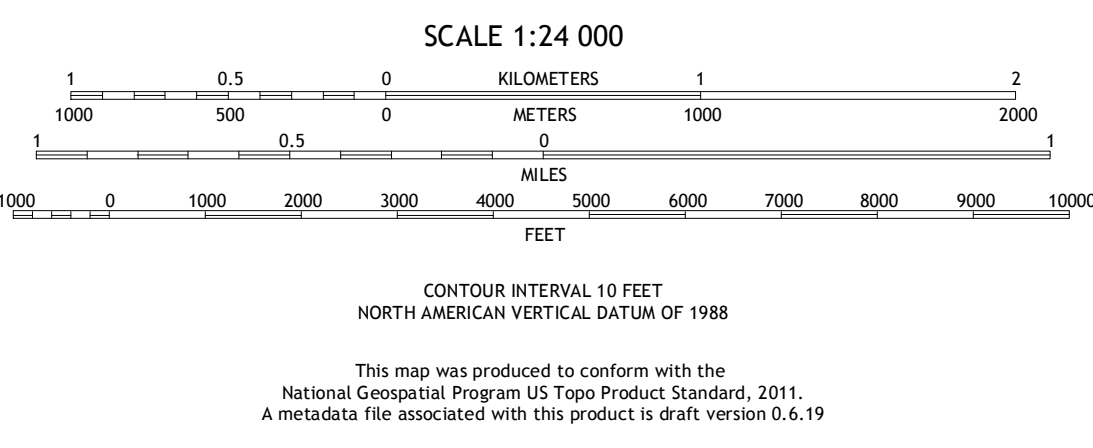 SCALE 1:24 000
1 0.5 0 KILOMETERS 1 2
1000 500 0 METERS 1000 2000
1 0.5 0 1
MILES
1000 0 1000 2000 3000 4000 5000 6000 7000 8000 9000 10000
FEET
CONTOUR INTERVAL 10 FEET
NORTH AMERICAN VERTICAL DATUM OF 1988
This map was produced to conform with the
National Geospatial Program US Topo Product Standard, 2011.
A metadata file associated with this product is draft version 0.6.19